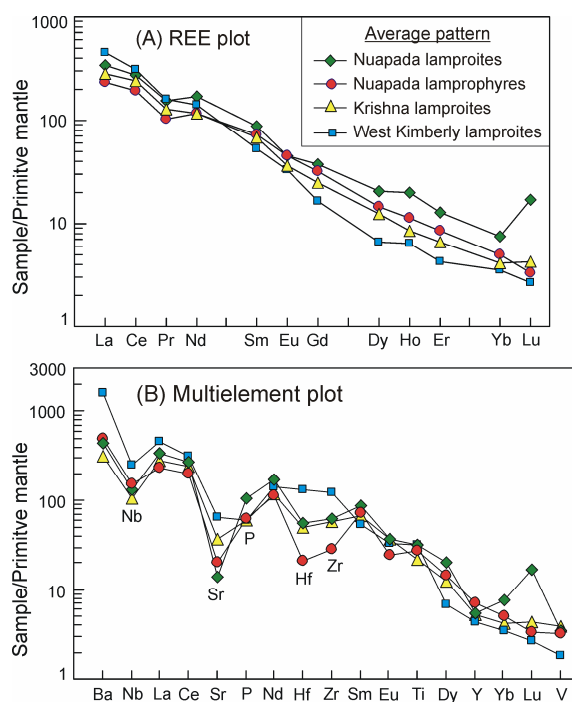 (A) REE plot
Average pattern
Nuapada lamproites
Nuapada lamprophyres
Krishna lamproites
West Kimberly lamproites
Sample/Primitve mantle
1000
100
10
1
La Ce Pr Nd Sm Eu Gd Dy Ho Er Yb Lu
(B) Multielement plot
Sample/Primitive mantle
3000
1000
100
10
1
Nb
Sr
P
Hf
Zr
Ba Nb La Ce Sr P Nd Hf Zr Sm Eu Ti Dy Y Yb Lu V